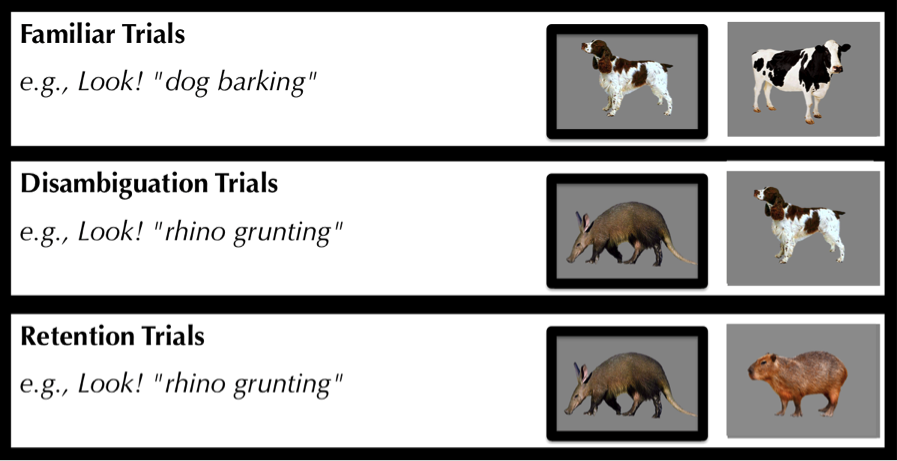 Familiar Trials
e.g., Look! "dog barking"
Disambiguation Trials
e.g., Look! "rhino grunting"
Retention Trials
e.g., Look! "rhino grunting"